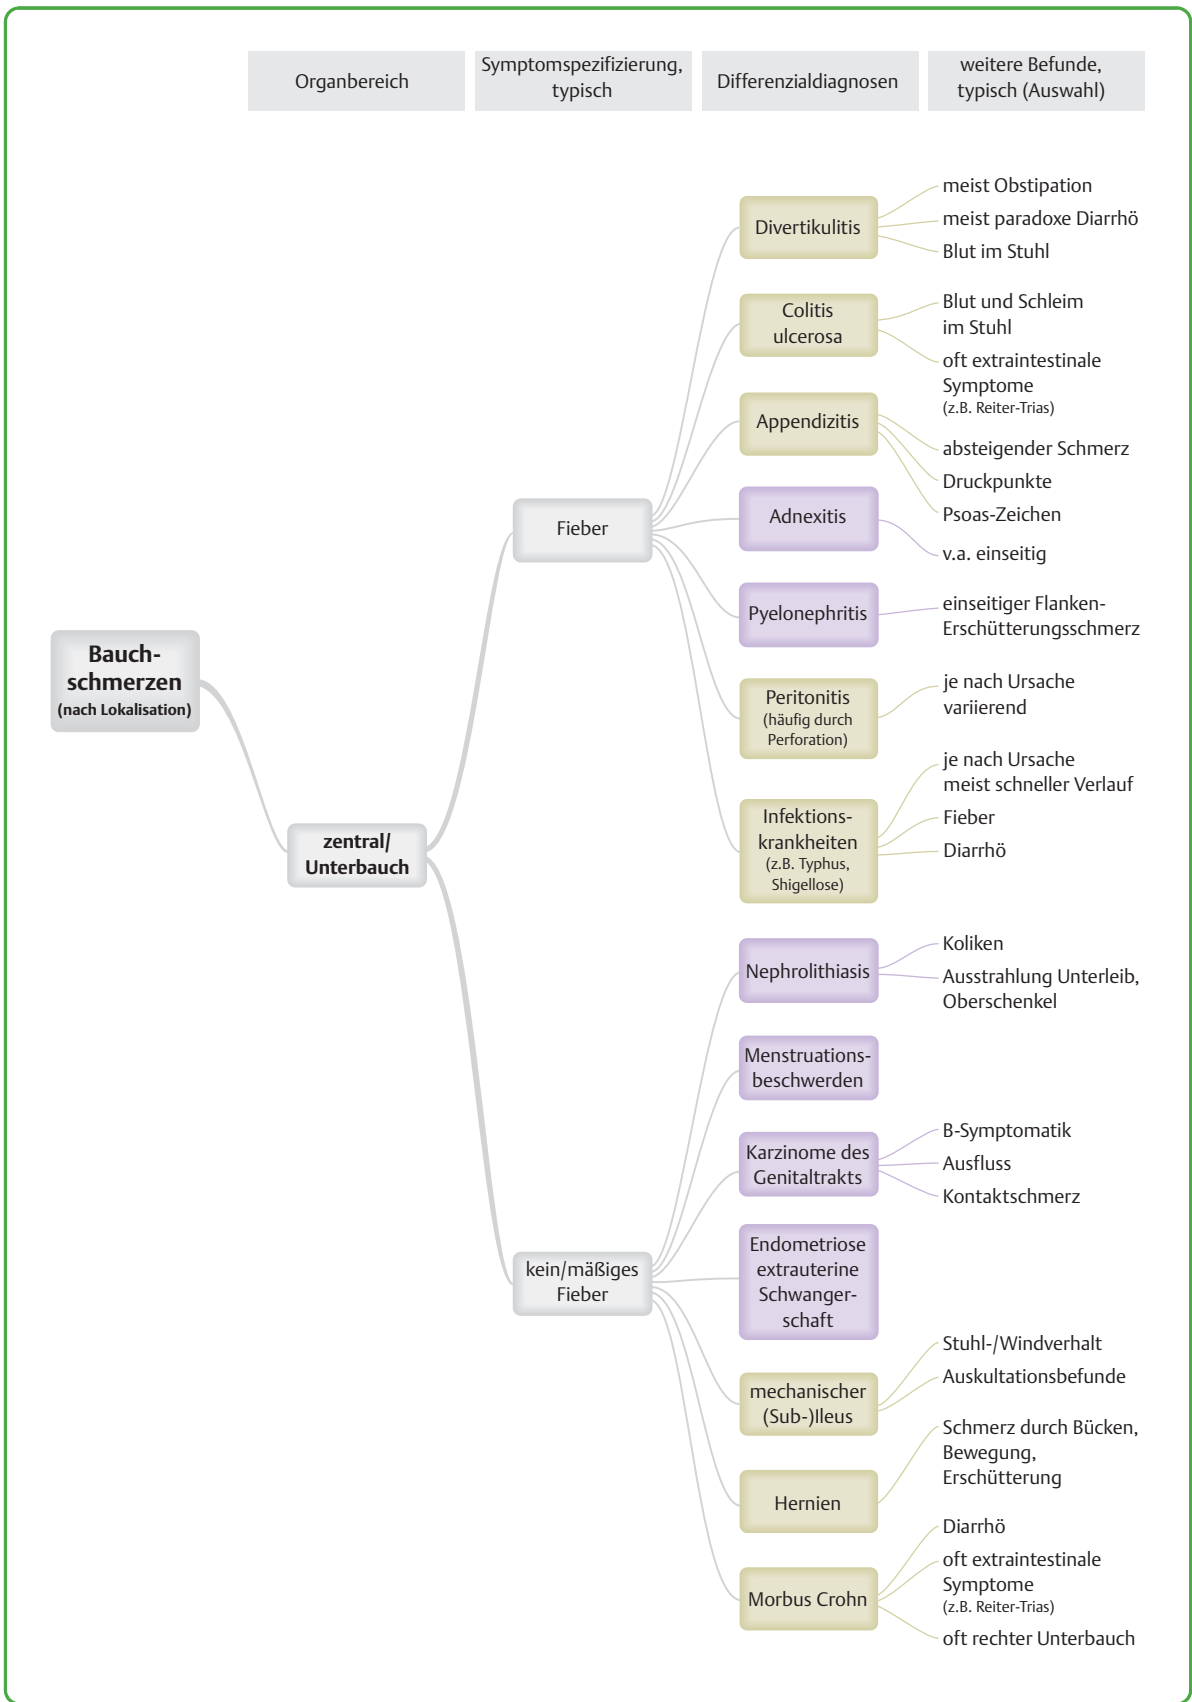 Organbereich
Symptomspezifizierung,
typisch
Differenzialdiagnosen
weitere Befunde,
typisch (Auswahl)
Bauch-
schmerzen
(nach Lokalisation)
zentral/
Unterbauch
Fieber
Divertikulitis
meist Obstipation
meist paradoxe Diarrhö
Blut im Stuhl
Colitis
ulcerosa
Blut und Schleim
im Stuhl
oft extraintestinale
Symptome
(z.B. Reiter-Trias)
Appendizitis
absteigender Schmerz
Druckpunkte
Psoas-Zeichen
Adnexitis
v.a. einseitig
Pyelonephritis
einseitiger Flanken-
Erschütterungsschmerz
Peritonitis
(häufig durch
Perforation)
je nach Ursache
variierend
Infektions-
krankheiten
(z.B. Typhus,
Shigellose)
je nach Ursache
meist schneller Verlauf
Fieber
Diarrhö
kein/mäßiges
Fieber
Nephrolithiasis
Koliken
Ausstrahlung Unterleib,
Oberschenkel
Menstruations-
beschwerden
Karzinome des
Genitaltrakts
B-Symptomatik
Ausfluss
Kontaktschmerz
Endometriose
extrauterine
Schwanger-
schaft
mechanischer
(Sub-)Ileus
Stuhl-/Windverhalt
Auskultationsbefunde
Hernien
Schmerz durch Bücken,
Bewegung,
Erschütterung
Morbus Crohn
Diarrhö
oft extraintestinale
Symptome
(z.B. Reiter-Trias)
oft rechter Unterbauch